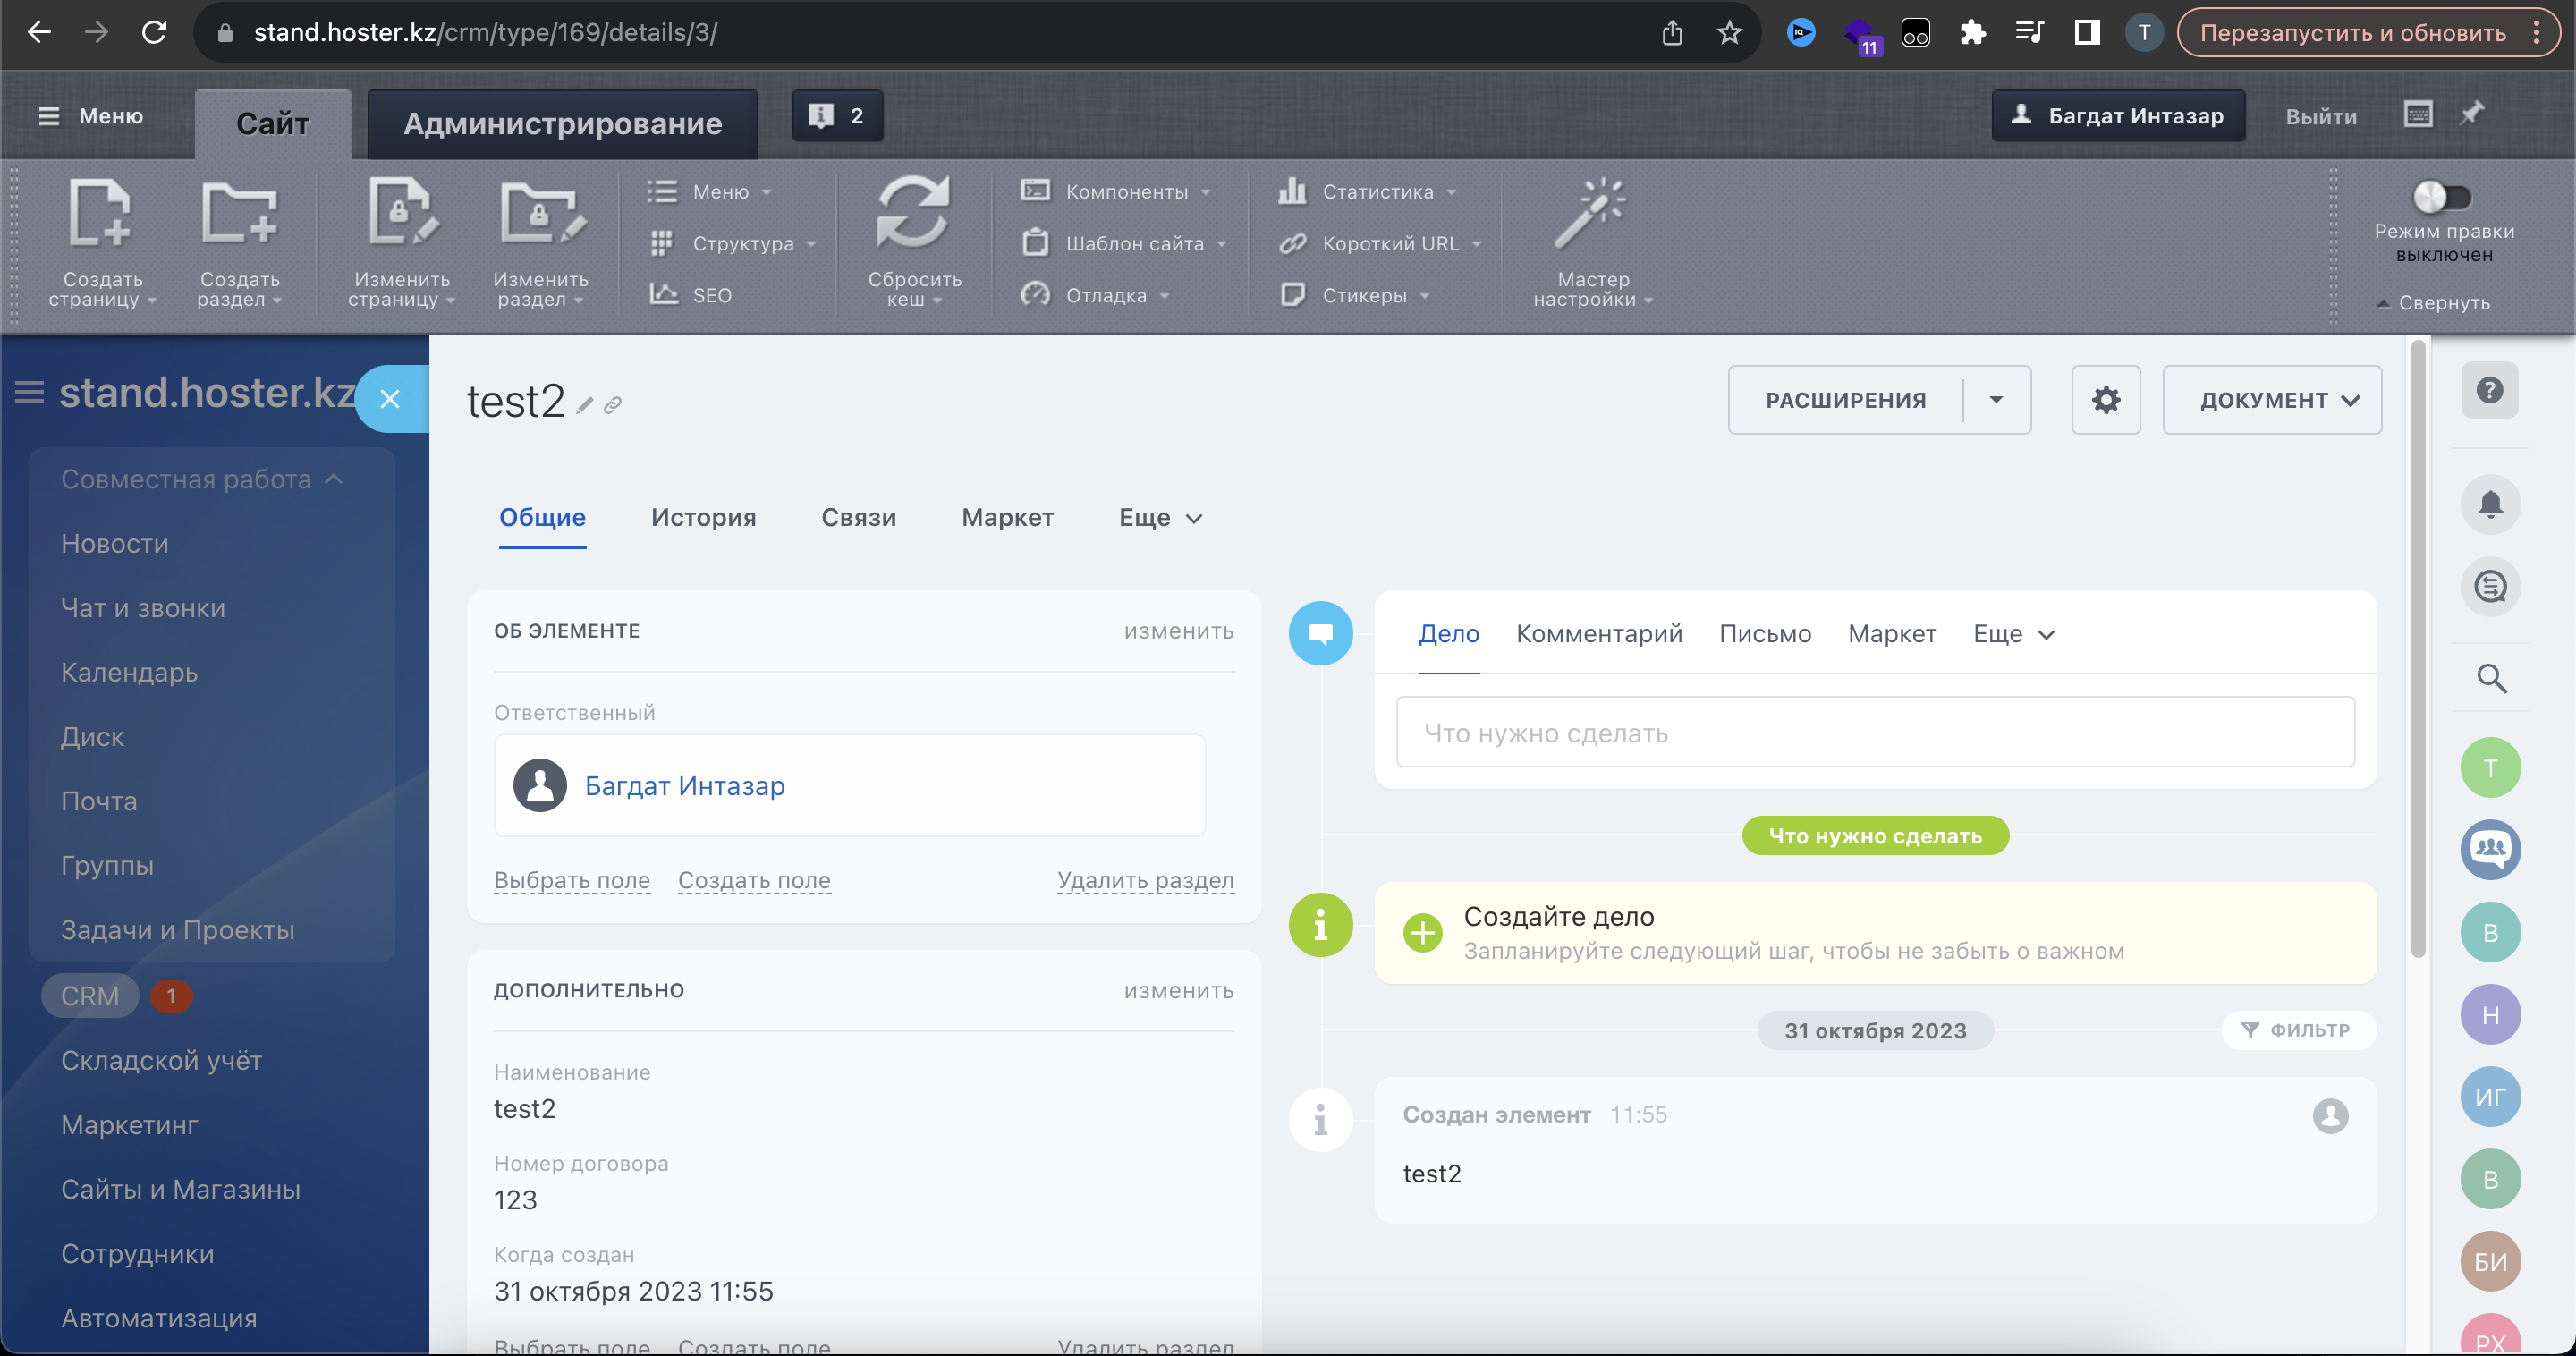 stand.hoster.kz/crm/type/169/details/3/
11
T
Перезапустить и обновить
Меню
Сайт
Администрирование
2
Багдат Интазар
Выйти
Создать страницу
Создать раздел
Изменить страницу
Изменить раздел
Меню
Структура
SEO
Сбросить кеш
Компоненты
Шаблон сайта
Отладка
Статистика
Короткий URL
Стикеры
Мастер настройки
Режим правки
выключен
Свернуть
stand.hoster.kz
Совместная работа
Новости
Чат и звонки
Календарь
Диск
Почта
Группы
Задачи и Проекты
CRM 1
Складской учёт
Маркетинг
Сайты и Магазины
Сотрудники
Автоматизация
test2
РАСШИРЕНИЯ
ДОКУМЕНТ
Общие
История
Связи
Маркет
Еще
ОБ ЭЛЕМЕНТЕ
изменить
Ответственный
Багдат Интазар
Выбрать поле
Создать поле
Удалить раздел
ДОПОЛНИТЕЛЬНО
изменить
Наименование
test2
Номер договора
123
Когда создан
31 октября 2023 11:55
Выбрать поле
Создать поле
Удалить раздел
Дело
Комментарий
Письмо
Маркет
Еще
Что нужно сделать
Что нужно сделать
Создайте дело
Запланируйте следующий шаг, чтобы не забыть о важном
31 октября 2023
ФИЛЬТР
Создан элемент 11:55
test2
?
Т
В
Н
ИГ
В
БИ
РХ